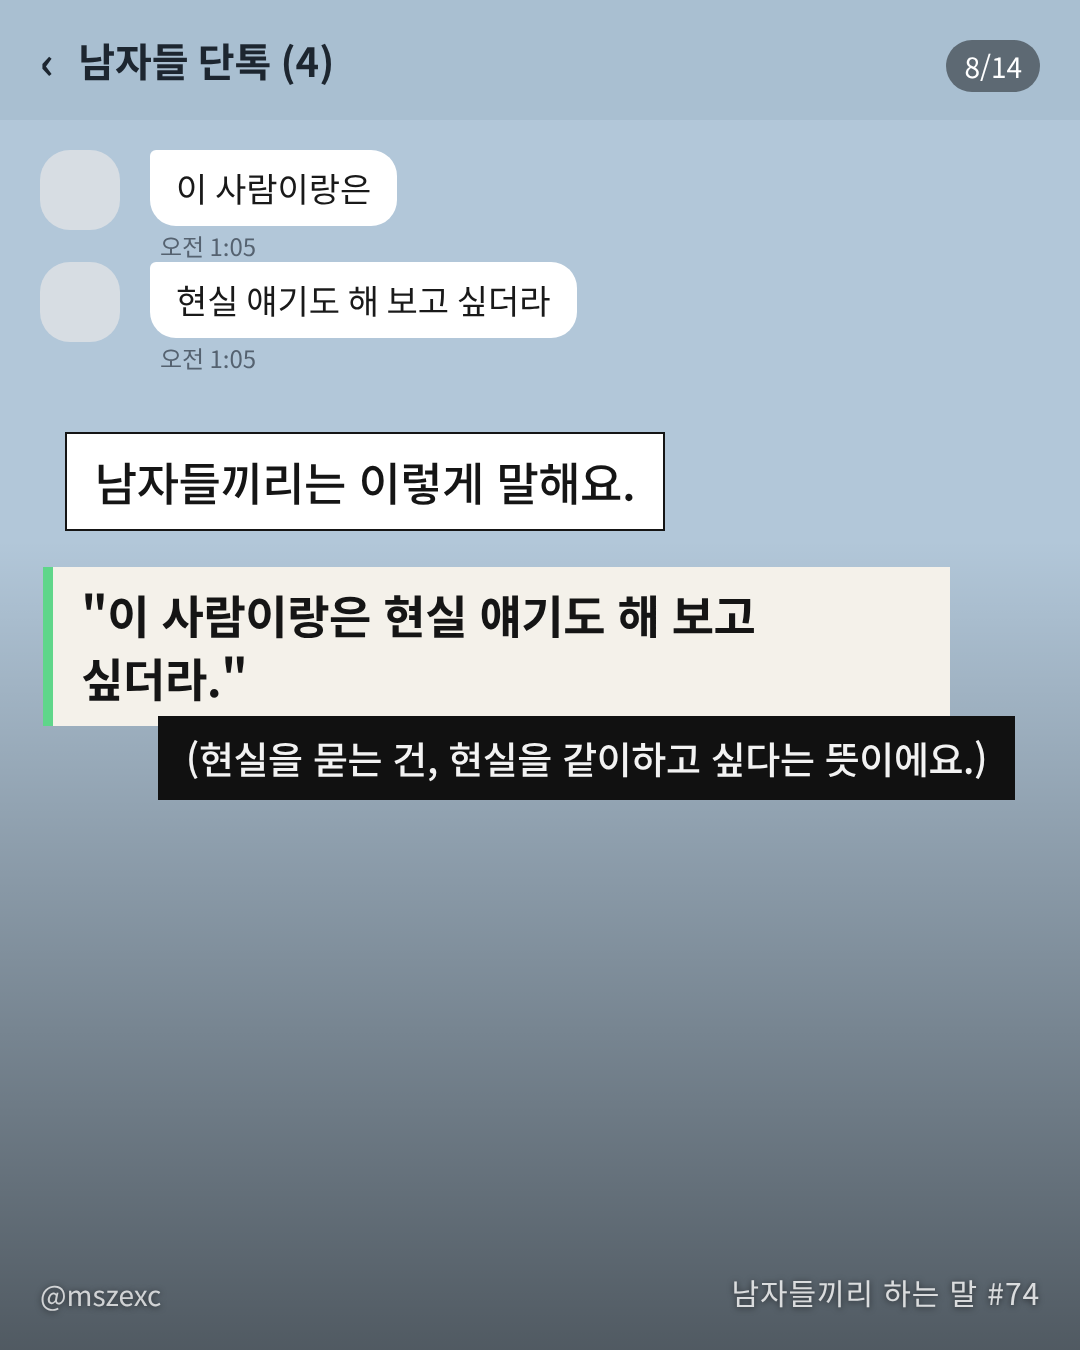 ‹ 남자들 단톡 (4)
8/14
이 사람이랑은
오전 1:05
현실 얘기도 해 보고 싶더라
오전 1:05
남자들끼리는 이렇게 말해요.
"이 사람이랑은 현실 얘기도 해 보고
싶더라."
(현실을 묻는 건, 현실을 같이하고 싶다는 뜻이에요.)
@mszexc
남자들끼리 하는 말 #74